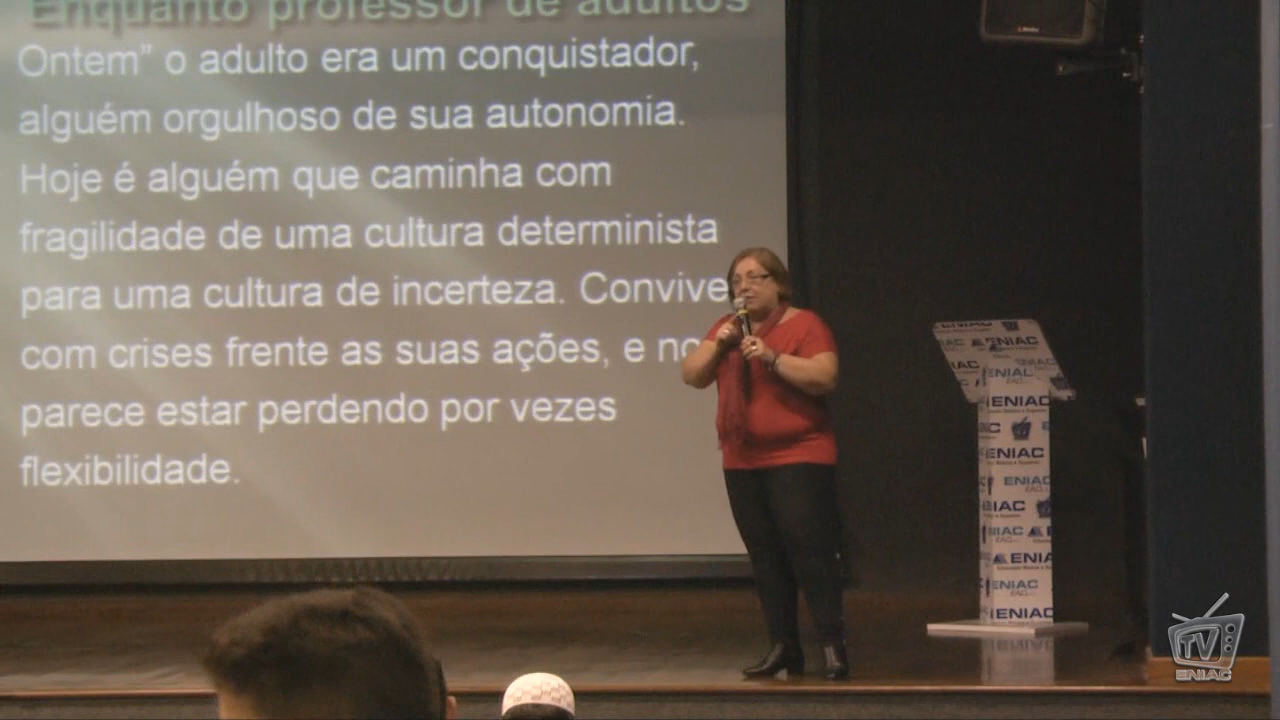 Enquanto professor de adultos
Ontem” o adulto era um conquistador,
alguém orgulhoso de sua autonomia.
Hoje é alguém que caminha com
fragilidade de uma cultura determinista
para uma cultura de incerteza. Convive
com crises frente as suas ações, e no
parece estar perdendo por vezes
flexibilidade.
ENIAC
ENIAC
ENIAC
ENIAC
ENIAC
ENIAC
ENIAC
TV
ENIAC